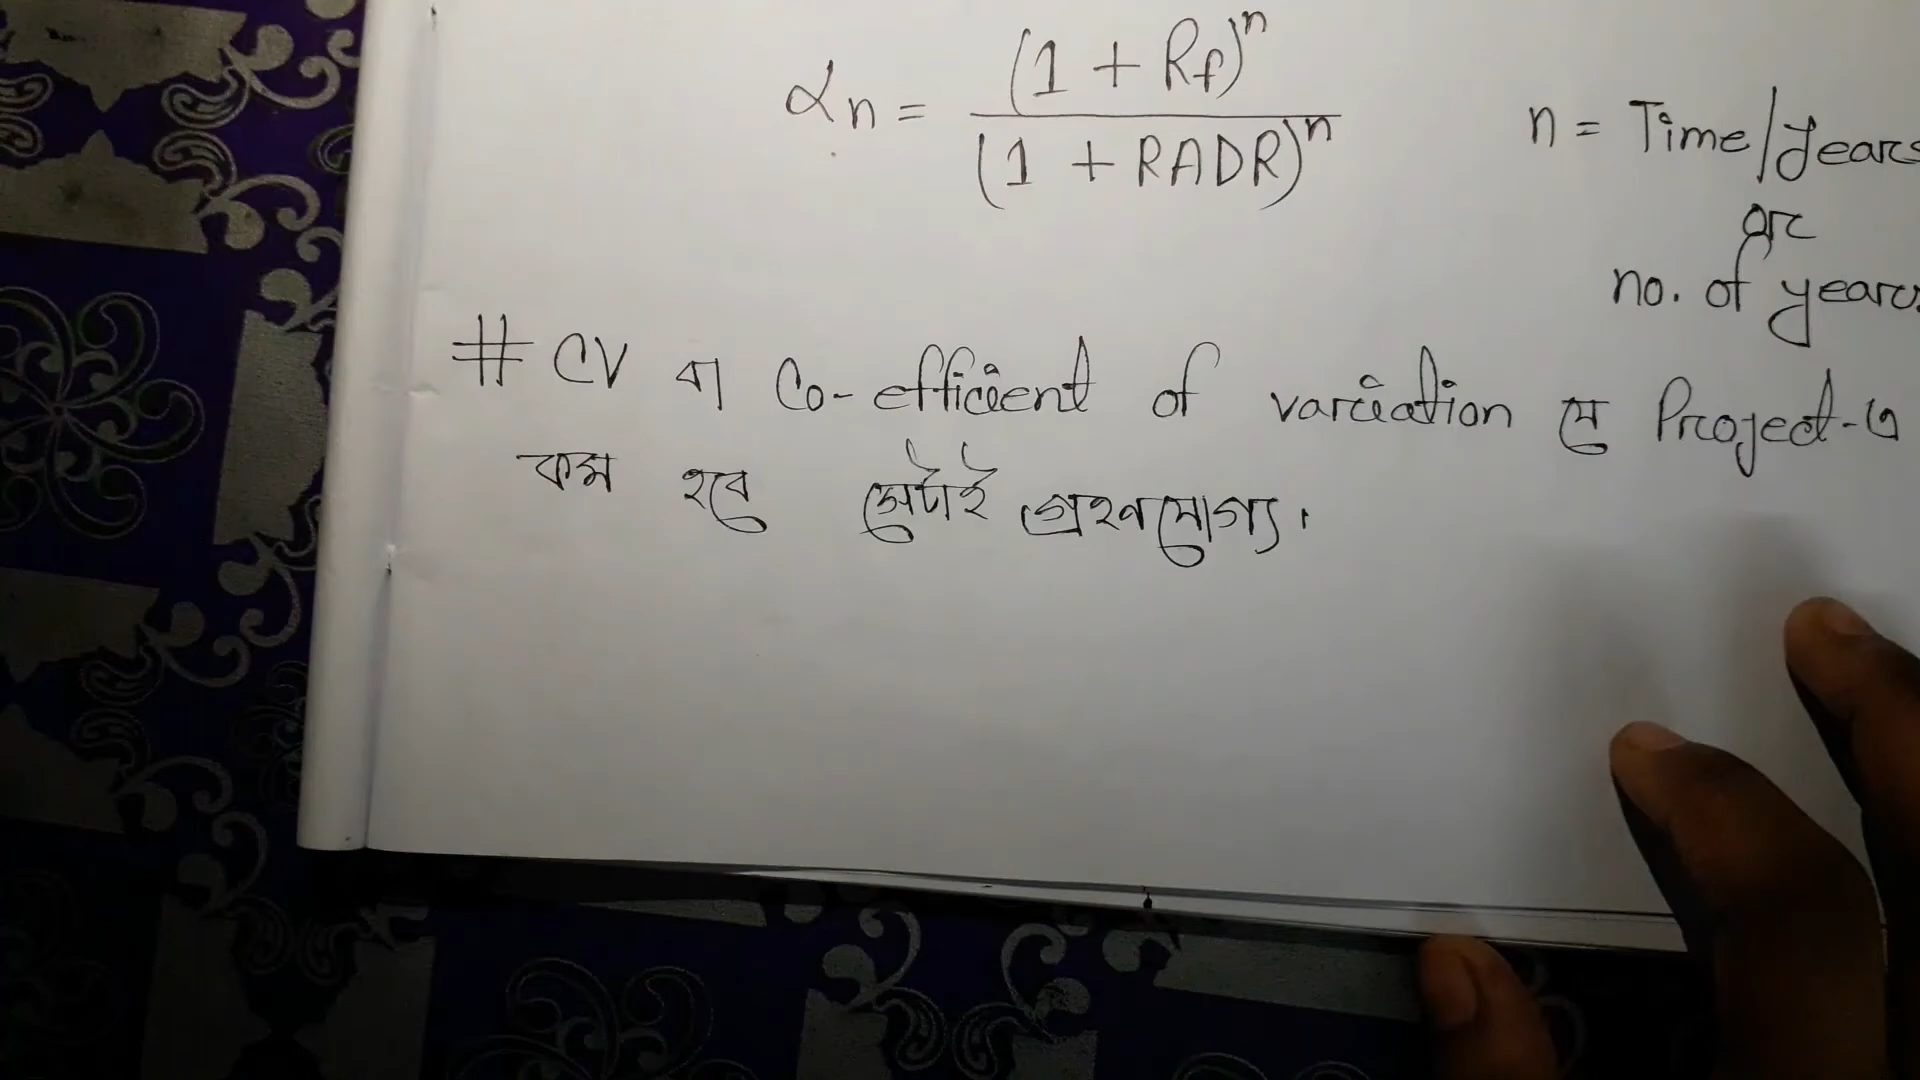 αn = (1 + Rf)^n / (1 + RADR)^n
n = Time/years
or
no. of years
# CV বা Co-efficient of variation যে Project-এ
কম হবে সেটাই গ্রহনযোগ্য।